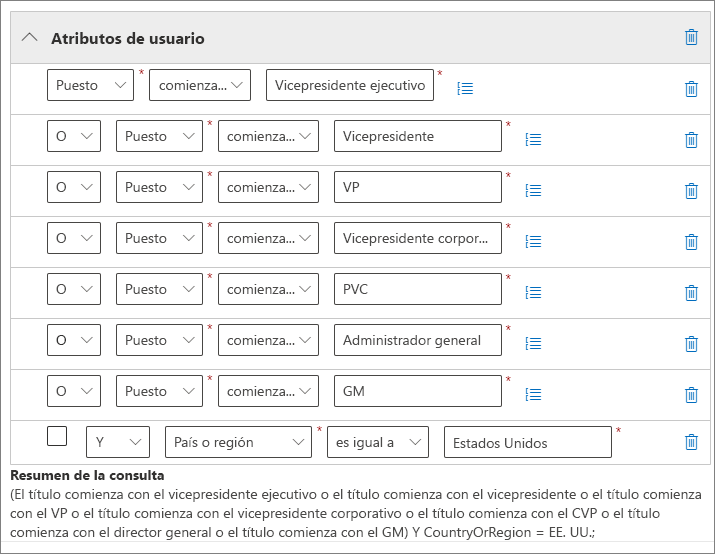 Atributos de usuario
Puesto * comienza... Vicepresidente ejecutivo *
O Puesto * comienza... Vicepresidente *
O Puesto * comienza... VP *
O Puesto * comienza... Vicepresidente corpor... *
O Puesto * comienza... PVC *
O Puesto * comienza... Administrador general *
O Puesto * comienza... GM *
Y País o región * es igual a Estados Unidos *
Resumen de la consulta
(El título comienza con el vicepresidente ejecutivo o el título comienza con el vicepresidente o el título comienza
con el VP o el título comienza con el vicepresidente corporativo o el título comienza con el CVP o el título
comienza con el director general o el título comienza con el GM) Y CountryOrRegion = EE. UU.;